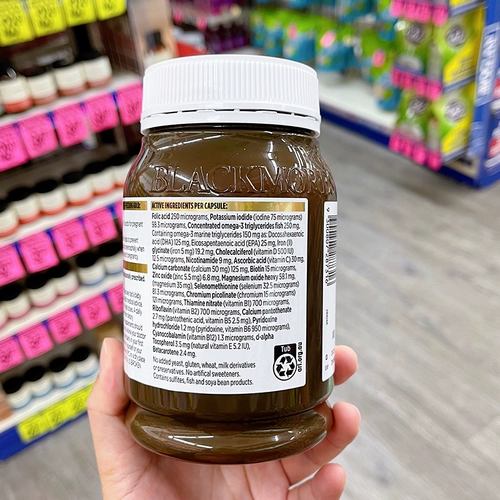 BLACKMO
ACTIVE INGREDIENTS PER CAPSULE:
Folic acid 250 micrograms, Potassium iodide (iodine 75 micrograms)
98.3 micrograms, Concentrated omega-3 triglycerides fish 250 mg,
Containing omega-3 marine triglycerides 150 mg as: Docosahexaenoic
acid (DHA) 125 mg, Eicosapentaenoic acid (EPA) 25 mg, Iron (II)
glycinate (iron 5 mg) 19.2 mg, Cholecalciferol (vitamin D 500 IU)
12.5 micrograms, Nicotinamide 9 mg, Ascorbic acid (vitamin C) 30 mg,
Calcium carbonate (calcium 50 mg) 125 mg, Biotin 15 micrograms,
Zinc oxide (zinc 5.5 mg) 6.8 mg, Magnesium oxide heavy 58.1 mg
(magnesium 35 mg), Selenomethionine (selenium 32.5 micrograms)
81.3 micrograms, Chromium picolinate (chromium 15 micrograms)
121 micrograms, Thiamine nitrate (vitamin B1) 700 micrograms,
Riboflavin (vitamin B2) 700 micrograms, Calcium pantothenate
2.7 mg (pantothenic acid, vitamin B5 2.5 mg), Pyridoxine
hydrochloride 1.2 mg (pyridoxine, vitamin B6 950 micrograms),
Cyanocobalamin (vitamin B12) 1.3 micrograms, d-alpha
Tocopherol 3.5 mg (natural vitamin E 5.2 IU),
Betacarotene 2.4 mg.
No added yeast, gluten, wheat, milk derivatives
or preservatives. No artificial sweeteners.
Contains sulfites, fish and soya bean products.
Tub
arl.org.au